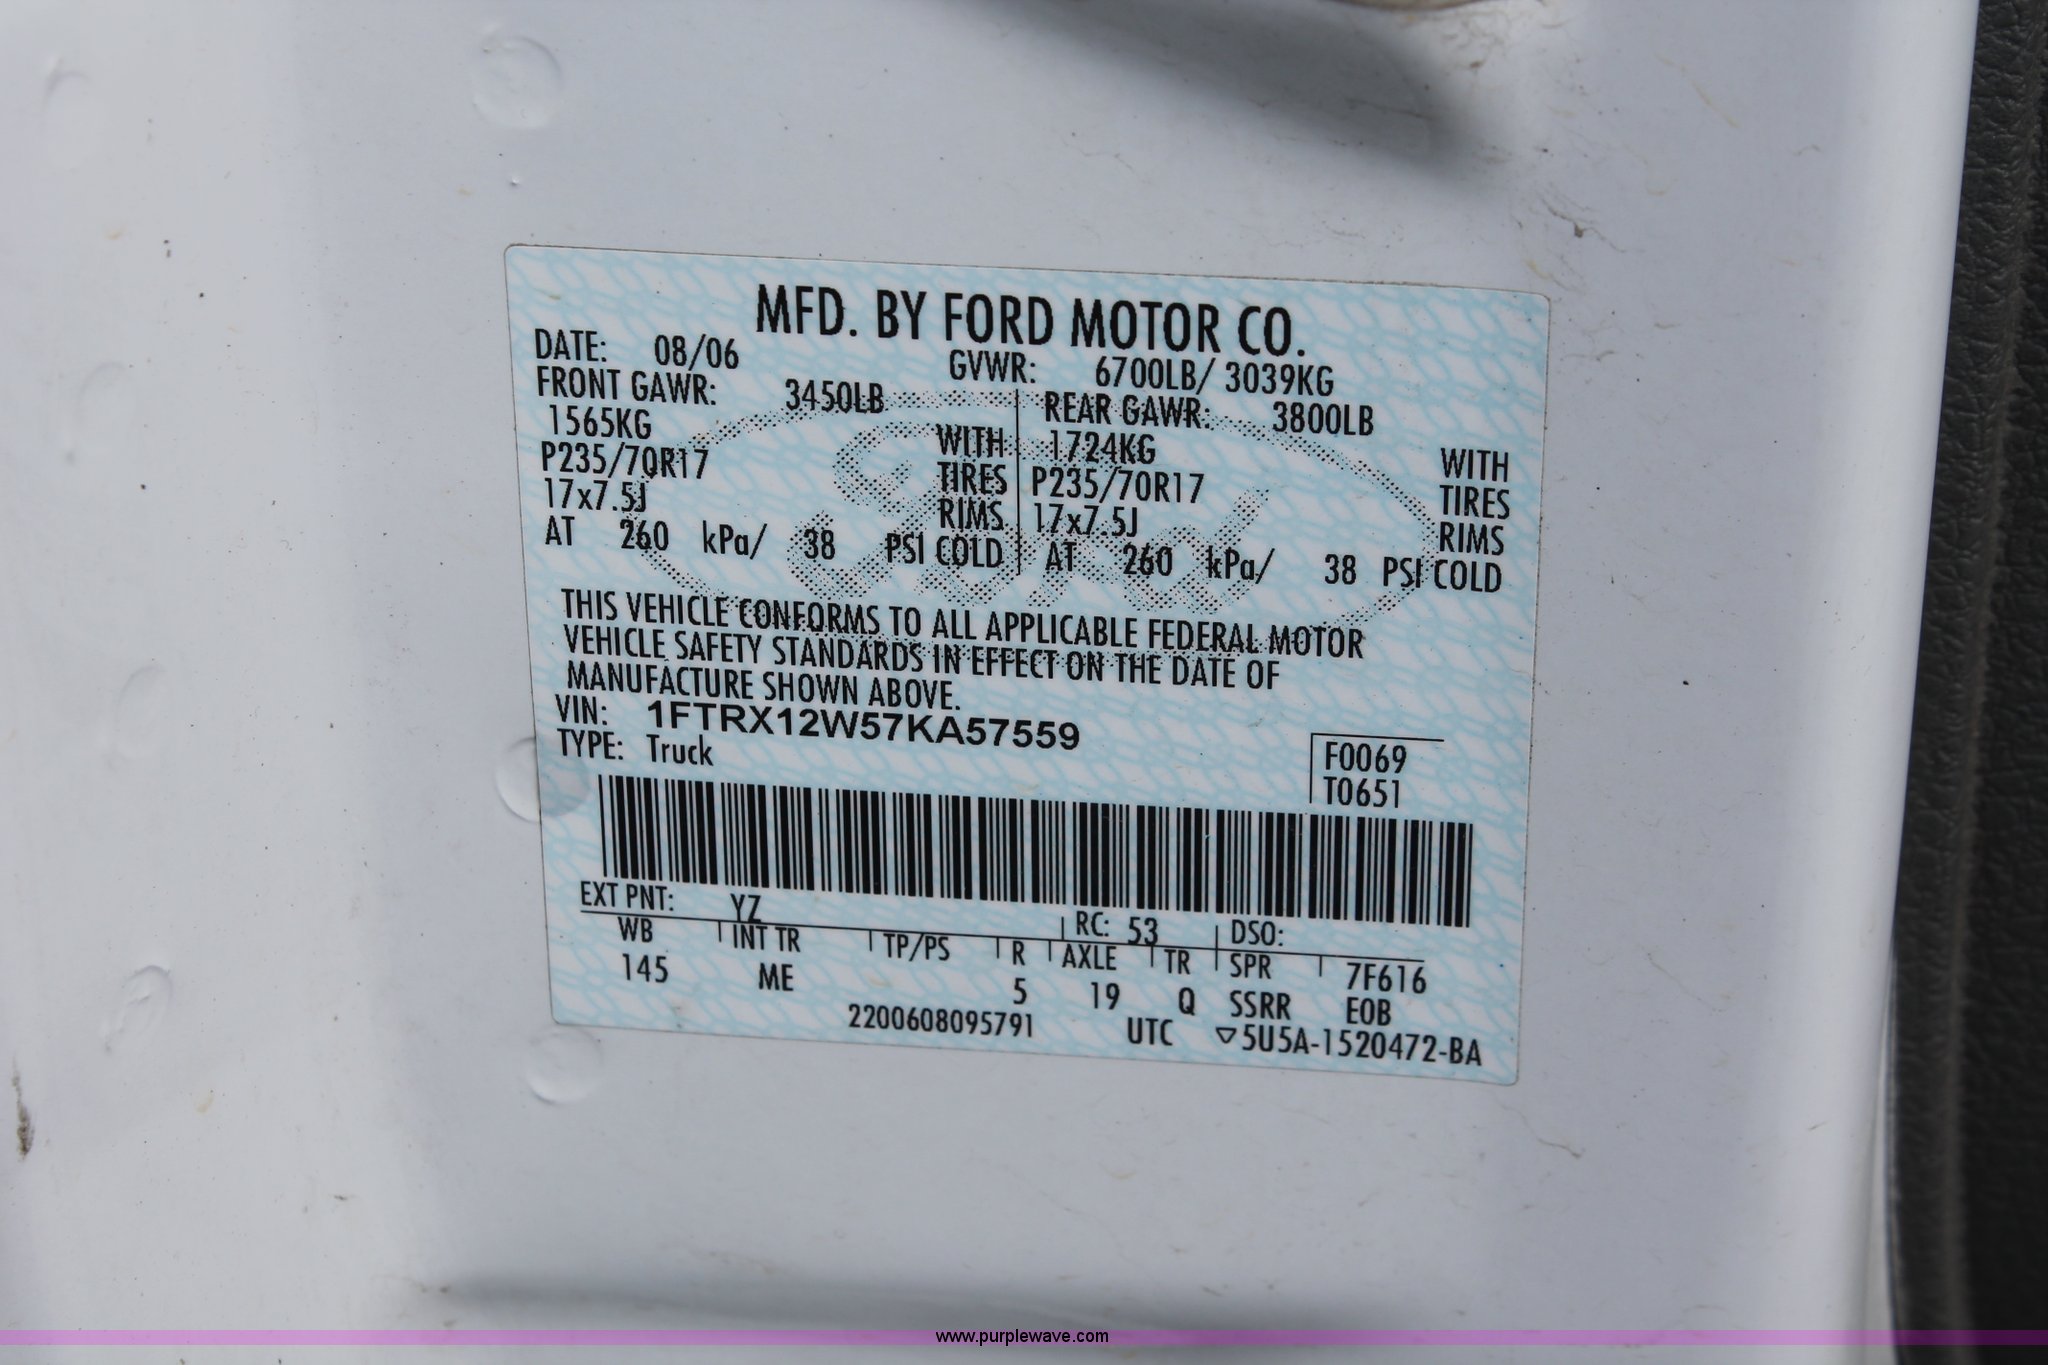 MFD. BY FORD MOTOR CO.
DATE: 08/06 GVWR: 6700LB/ 3039KG
FRONT GAWR: 3450LB REAR GAWR: 3800LB
1565KG WITH 1724KG WITH
P235/70R17 TIRES P235/70R17 TIRES
17x7.5J RIMS 17x7.5J RIMS
AT 260 kPa/ 38 PSI COLD AT 260 kPa/ 38 PSI COLD
THIS VEHICLE CONFORMS TO ALL APPLICABLE FEDERAL MOTOR
VEHICLE SAFETY STANDARDS IN EFFECT ON THE DATE OF
MANUFACTURE SHOWN ABOVE.
VIN: 1FTRX12W57KA57559
TYPE: Truck
F0069
T0651
EXT PNT: YZ RC: 53 DSO:
WB INT TR TP/PS R AXLE TR SPR 7F616
145 ME 5 19 Q SSRR E0B
2200608095791 UTC ▽5U5A-1520472-BA
Ford
www.purplewave.com